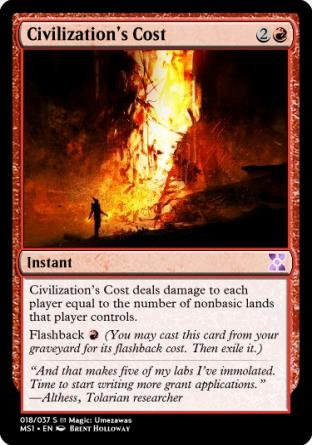 Civilization's Cost 2
Instant
Civilization's Cost deals damage to each
player equal to the number of nonbasic lands
that player controls.
Flashback (You may cast this card from your
graveyard for its flashback cost. Then exile it.)
“And that makes five of my labs I've immolated.
Time to start writing more grant applications.”
—Althess, Tolarian researcher
018/037 S Magic: Umezawas
MS1 • EN Brent Holloway